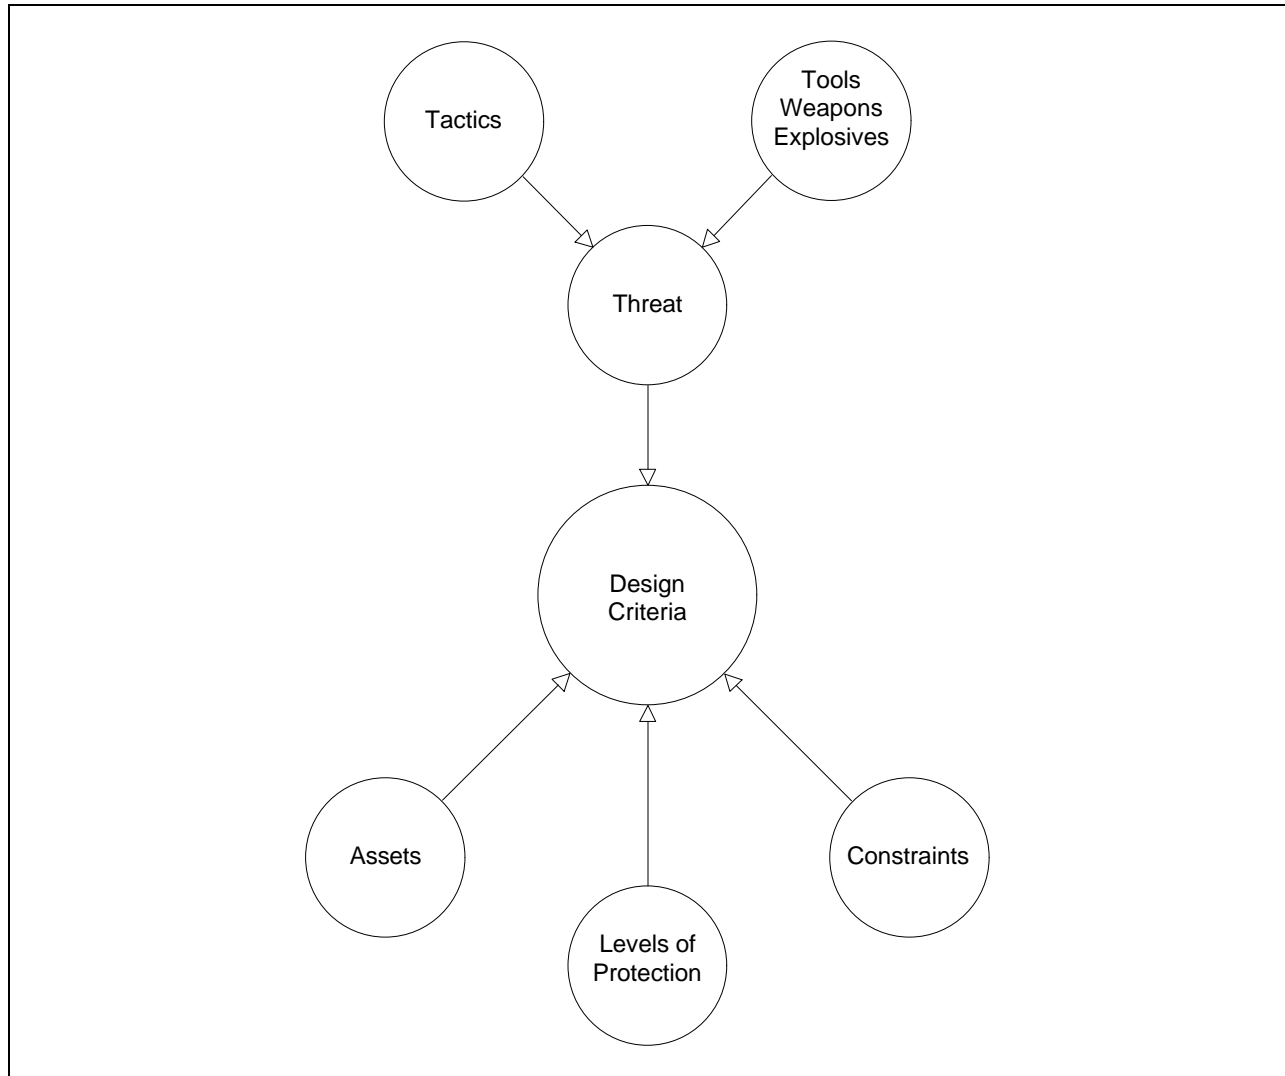 Tactics
Tools
Weapons
Explosives
Threat
Design
Criteria
Assets
Constraints
Levels of
Protection